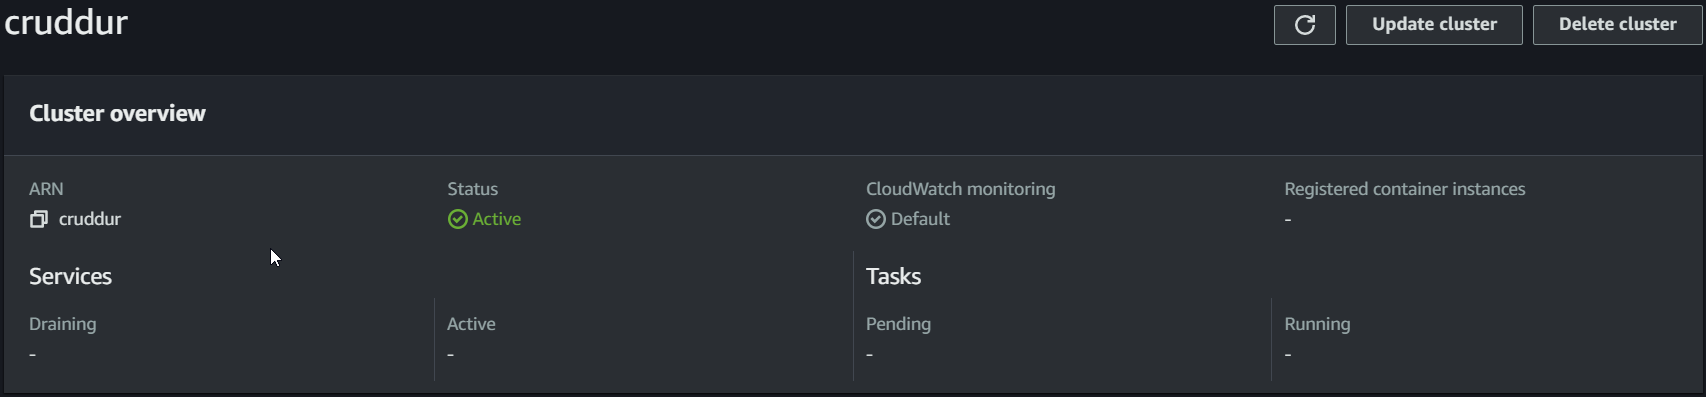 cruddur
Update cluster
Delete cluster
Cluster overview
ARN
Status
CloudWatch monitoring
Registered container instances
cruddur
Active
Default
-
Services
Tasks
Draining
Active
Pending
Running
-
-
-
-